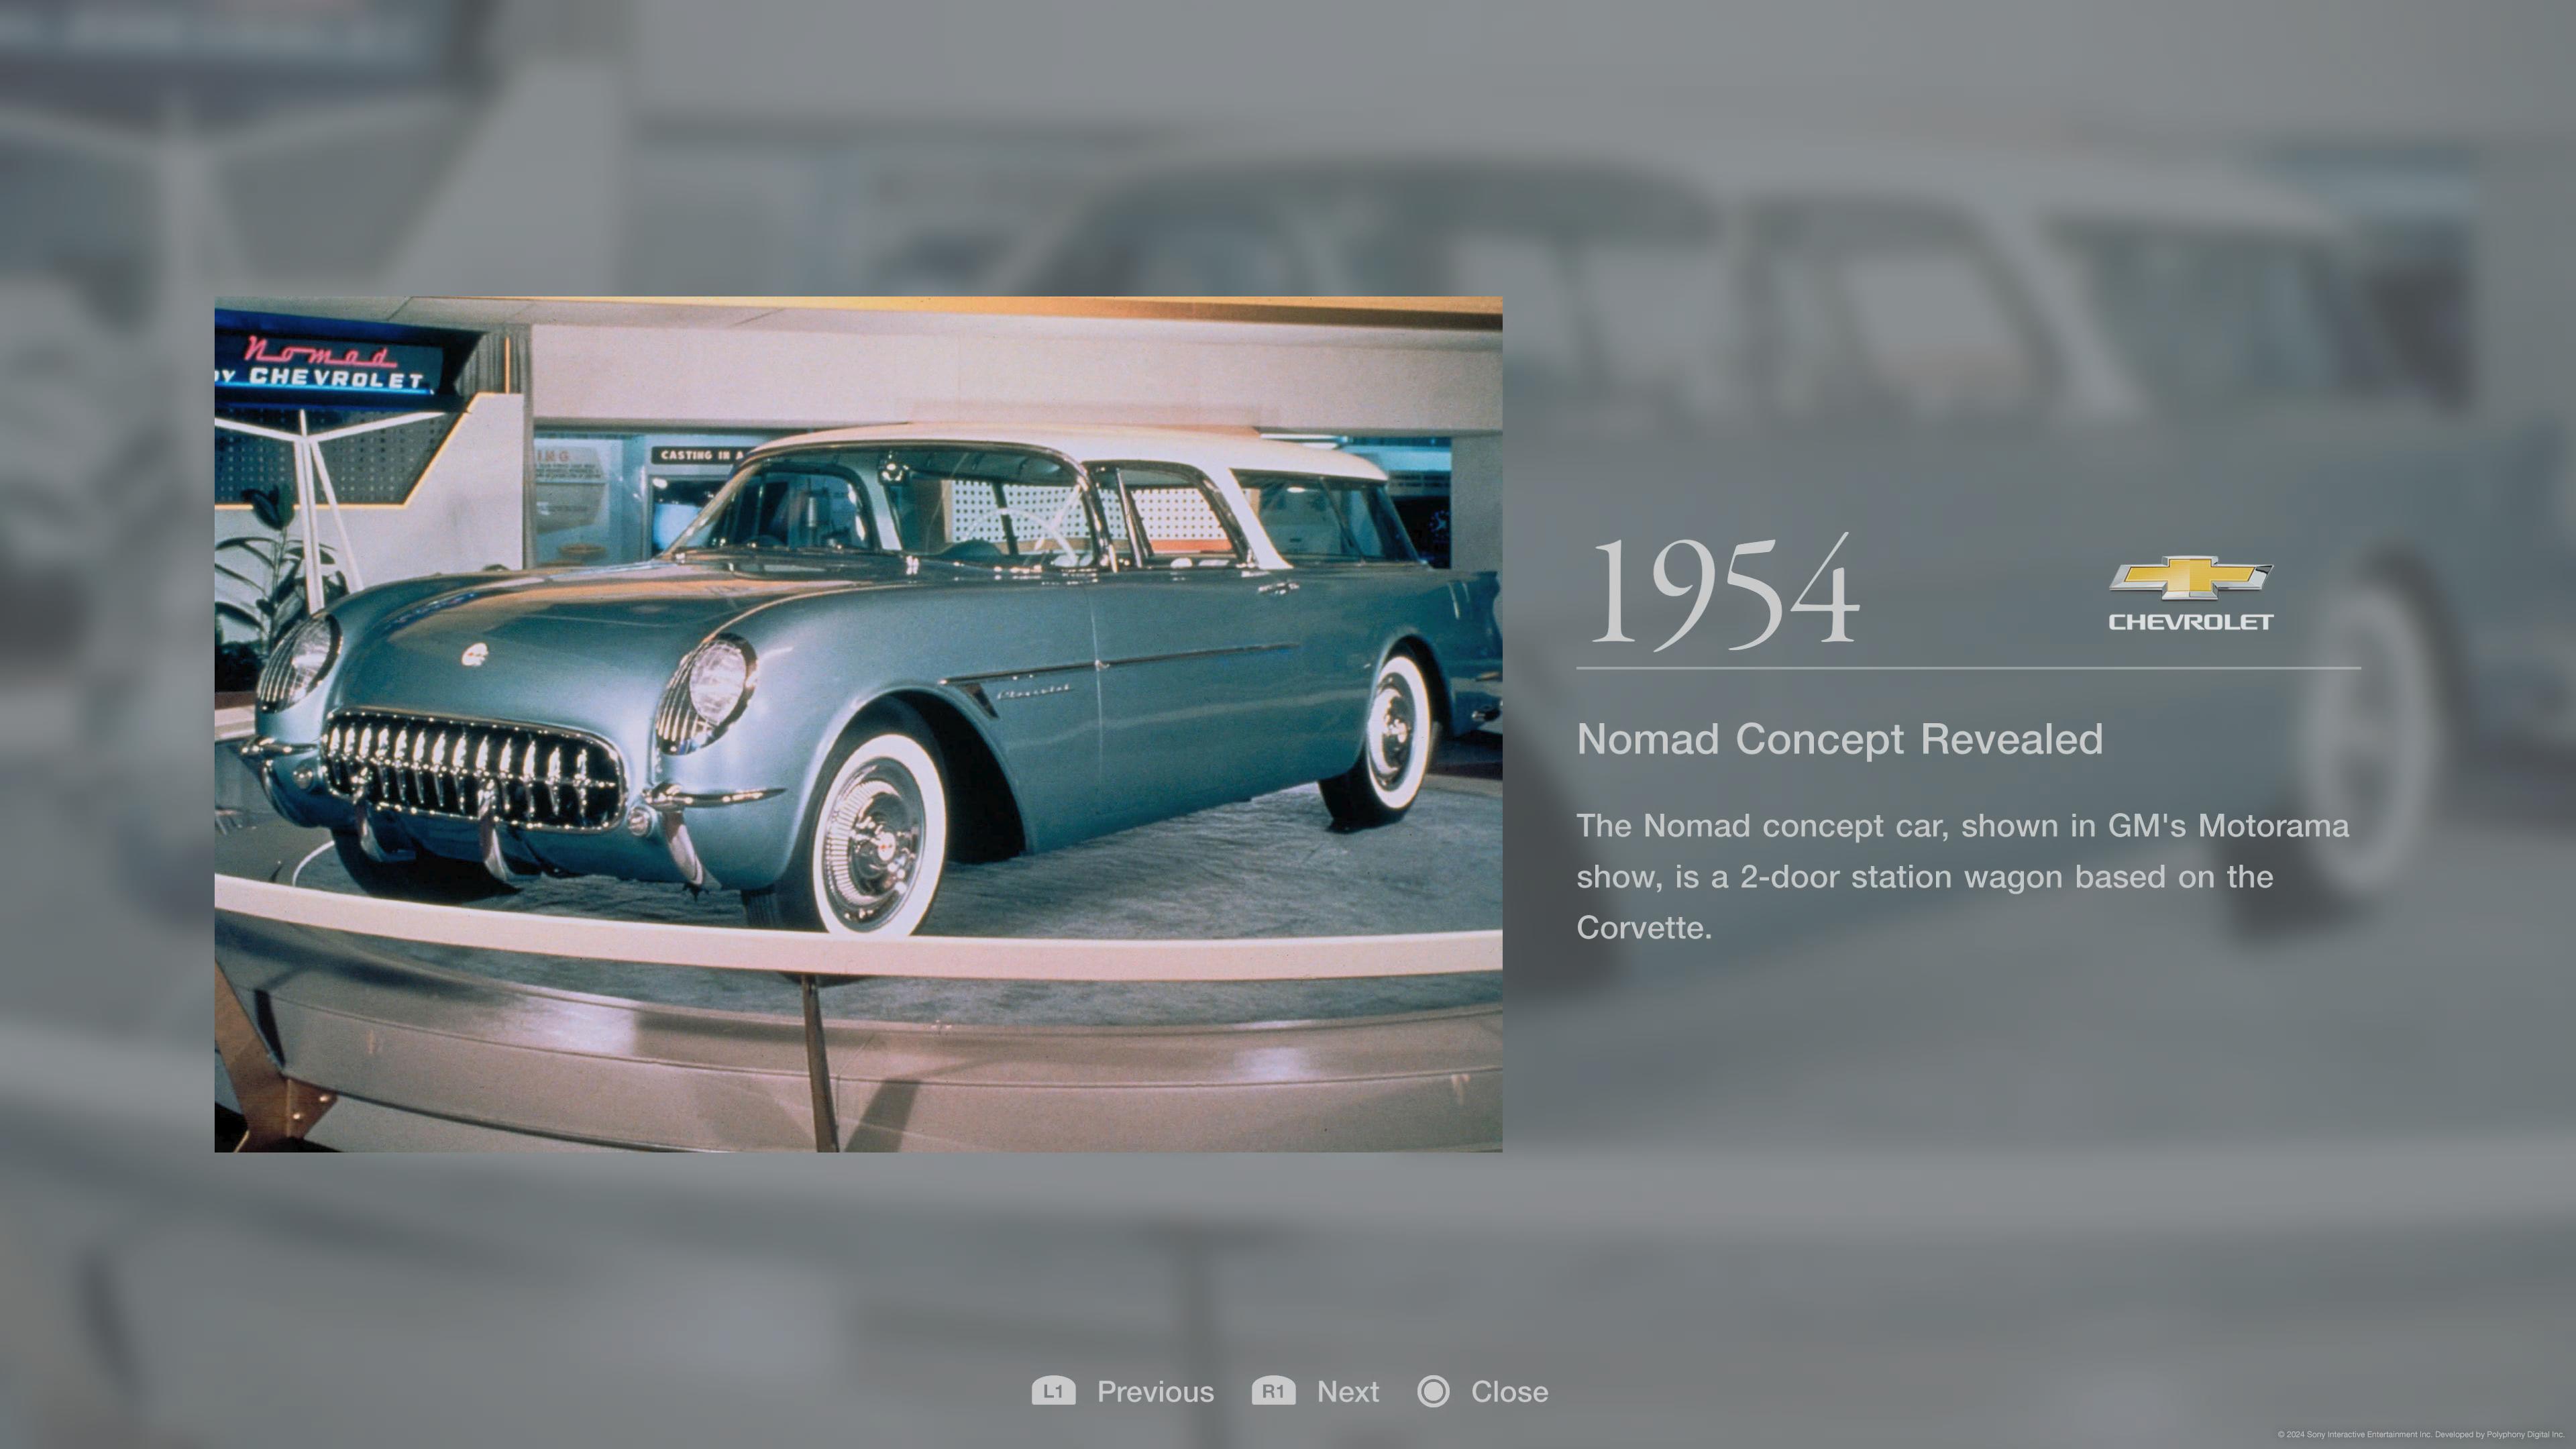 Nomad
BY CHEVROLET
CASTING IN A
Chevrolet
1954
CHEVROLET
Nomad Concept Revealed
The Nomad concept car, shown in GM's Motorama
show, is a 2-door station wagon based on the
Corvette.
L1 Previous R1 Next Close
© 2024 Sony Interactive Entertainment Inc. Developed by Polyphony Digital Inc.